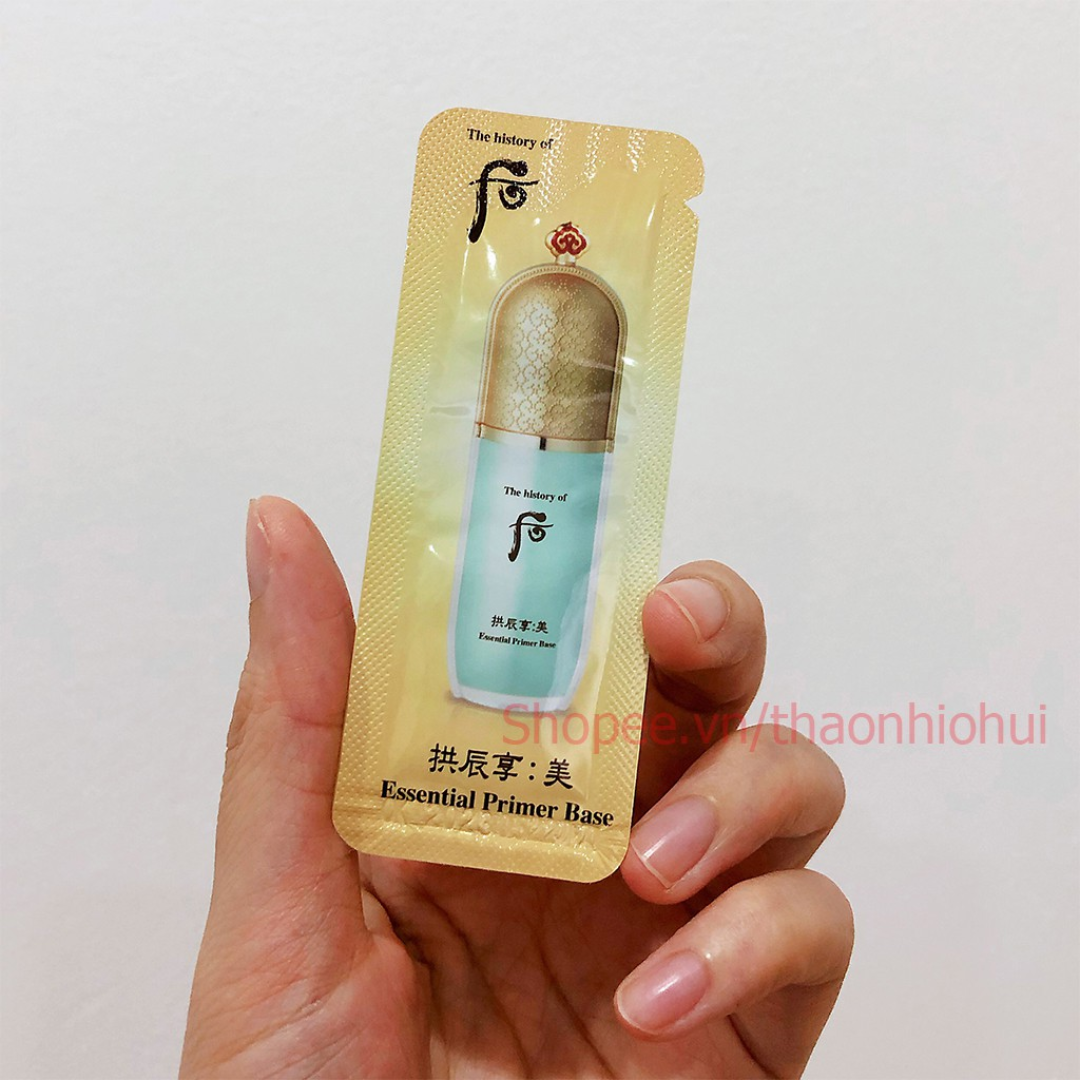 The history of
后
The history of
后
拱辰享:美
Essential Primer Base
Shopee.vn/thaonhiohui
拱辰享:美
Essential Primer Base